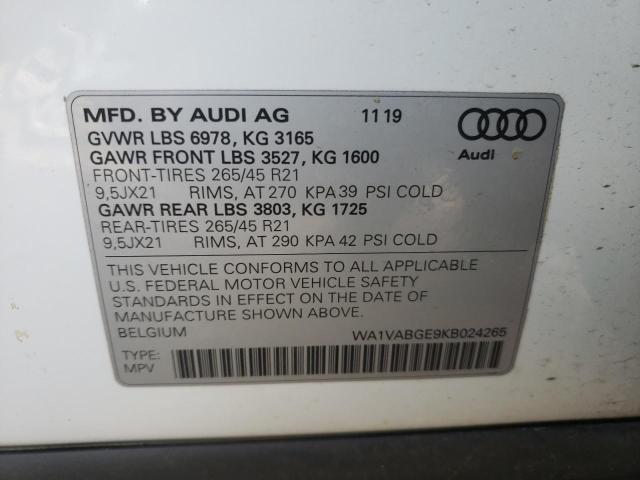 MFD. BY AUDI AG 11 19
GVWR LBS 6978, KG 3165
GAWR FRONT LBS 3527, KG 1600
FRONT-TIRES 265/45 R21
9,5JX21 RIMS, AT 270 KPA 39 PSI COLD
GAWR REAR LBS 3803, KG 1725
REAR-TIRES 265/45 R21
9,5JX21 RIMS, AT 290 KPA 42 PSI COLD
Audi
THIS VEHICLE CONFORMS TO ALL APPLICABLE
U.S. FEDERAL MOTOR VEHICLE SAFETY
STANDARDS IN EFFECT ON THE DATE OF
MANUFACTURE SHOWN ABOVE.
BELGIUM WA1VABGE9KB024265
TYPE:
MPV